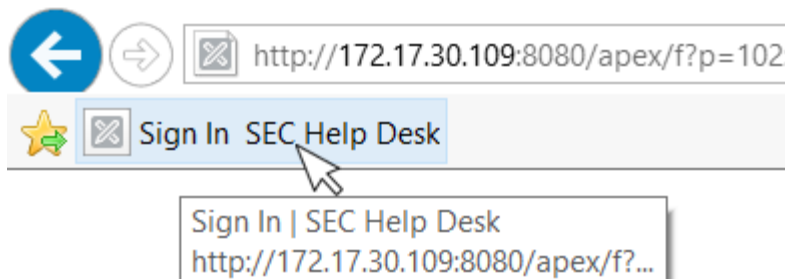 http://172.17.30.109:8080/apex/f?p=102
Sign In  SEC Help Desk
Sign In | SEC Help Desk
http://172.17.30.109:8080/apex/f?...